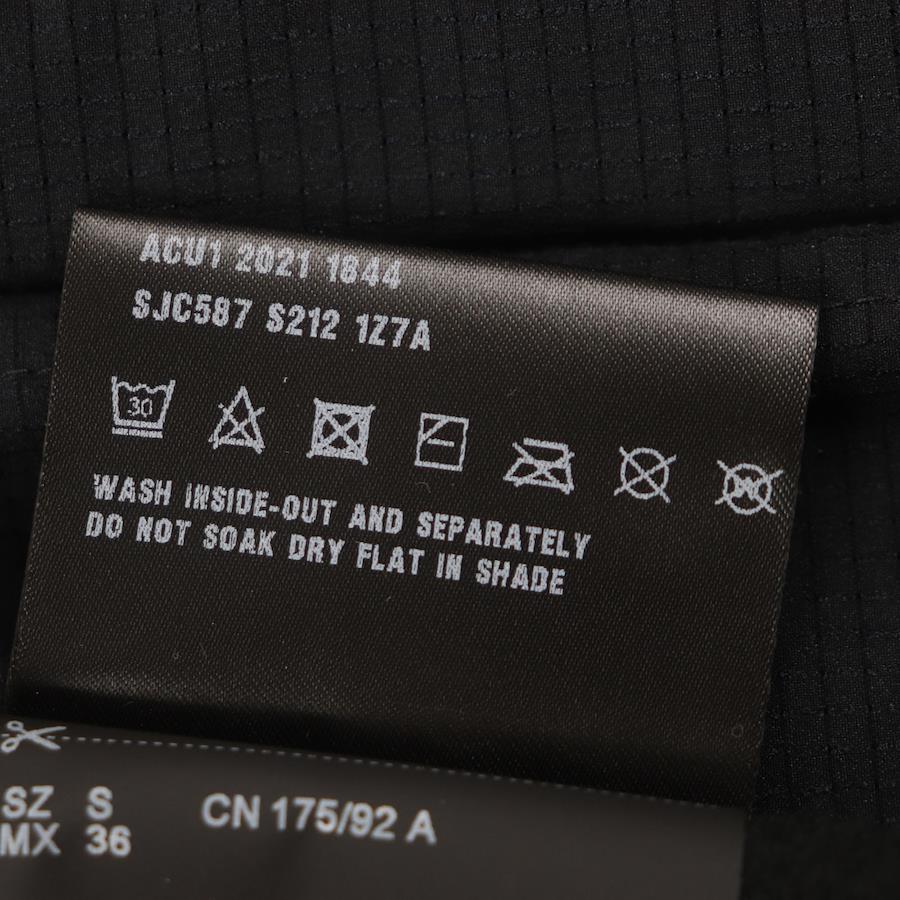 ACU1 2021 1844
SJC587 S212 1Z7A
30
W
WASH INSIDE-OUT AND SEPARATELY
DO NOT SOAK DRY FLAT IN SHADE
SZ S CN 175/92 A
MX 36